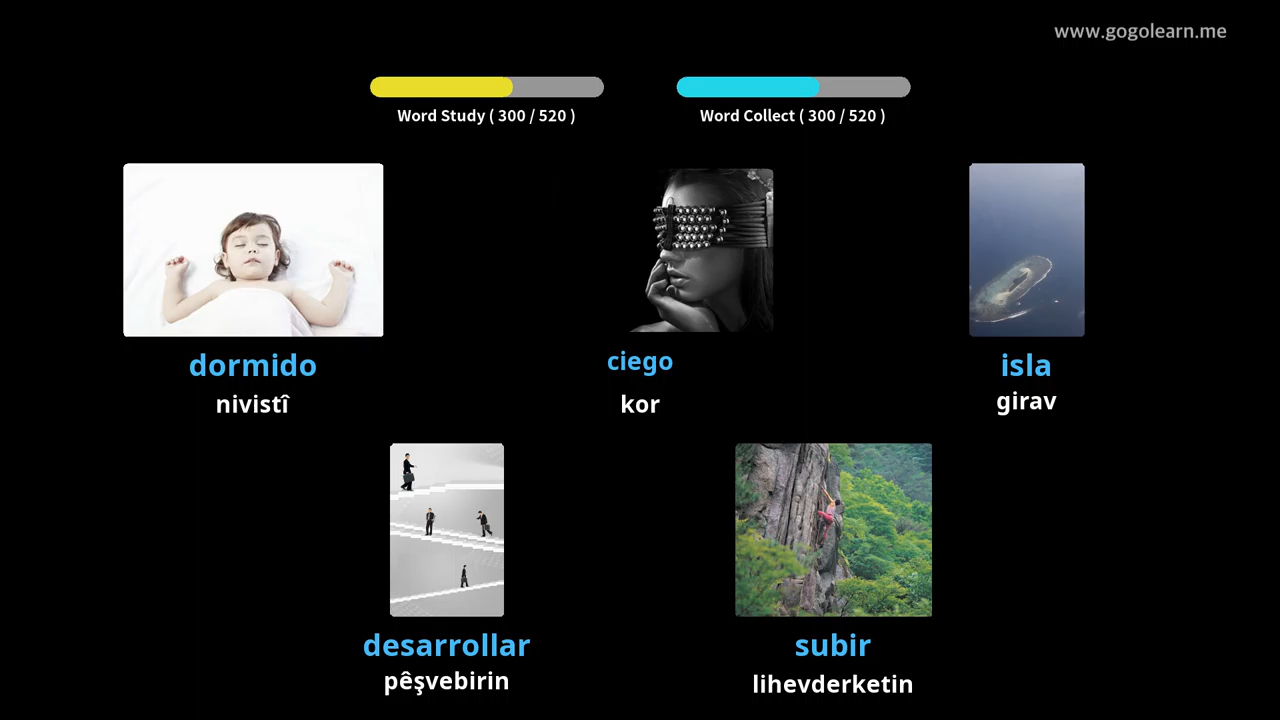 www.gogolearn.me
Word Study ( 300 / 520 )
Word Collect ( 300 / 520 )
dormido
nivistî
ciego
kor
isla
girav
desarrollar
pêşvebirin
subir
lihevderketin